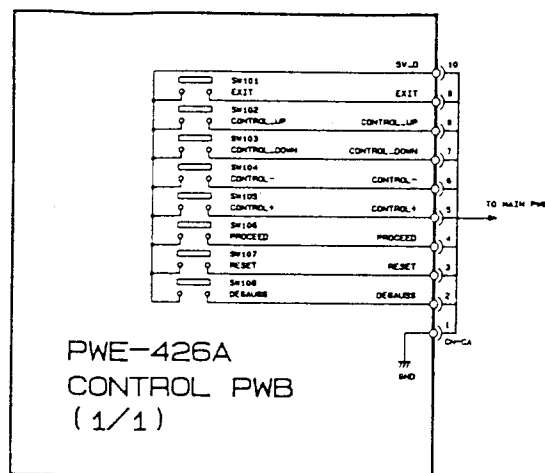 5V_D 10
SW101
EXIT EXIT 9
SW102
CONTROL_UP CONTROL_UP 8
SW103
CONTROL_DOWN CONTROL_DOWN 7
SW104
CONTROL- CONTROL- 6
SW105
CONTROL+ CONTROL+ 5
TO MAIN PWB
SW106
PROCEED PROCEED 4
SW107
RESET RESET 3
SW108
DEGAUSS DEGAUSS 2
1
CN-CA
GND
PWE-426A
CONTROL PWB
(1/1)